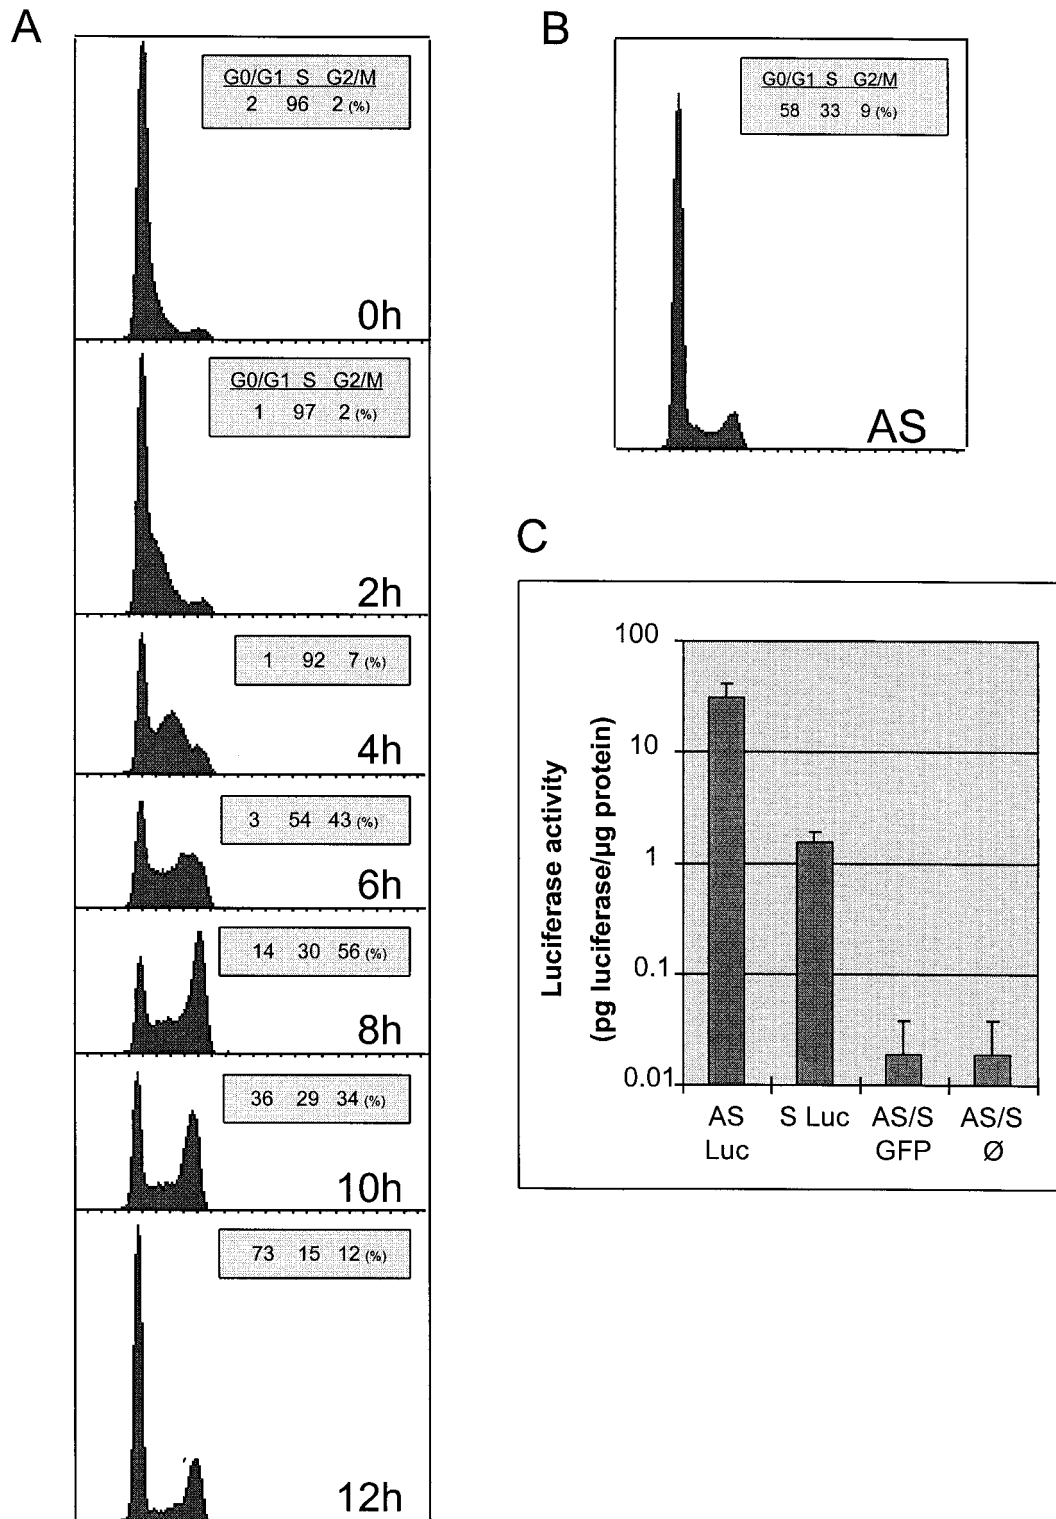 A
G0/G1 S G2/M
2 96 2 (%)
0h
G0/G1 S G2/M
1 97 2 (%)
2h
1 92 7 (%)
4h
3 54 43 (%)
6h
14 30 56 (%)
8h
36 29 34 (%)
10h
73 15 12 (%)
12h
B
G0/G1 S G2/M
58 33 9 (%)
AS
C
Luciferase activity
(pg luciferase/µg protein)
100
10
1
0.1
0.01
AS Luc
S Luc
AS/S GFP
AS/S Ø